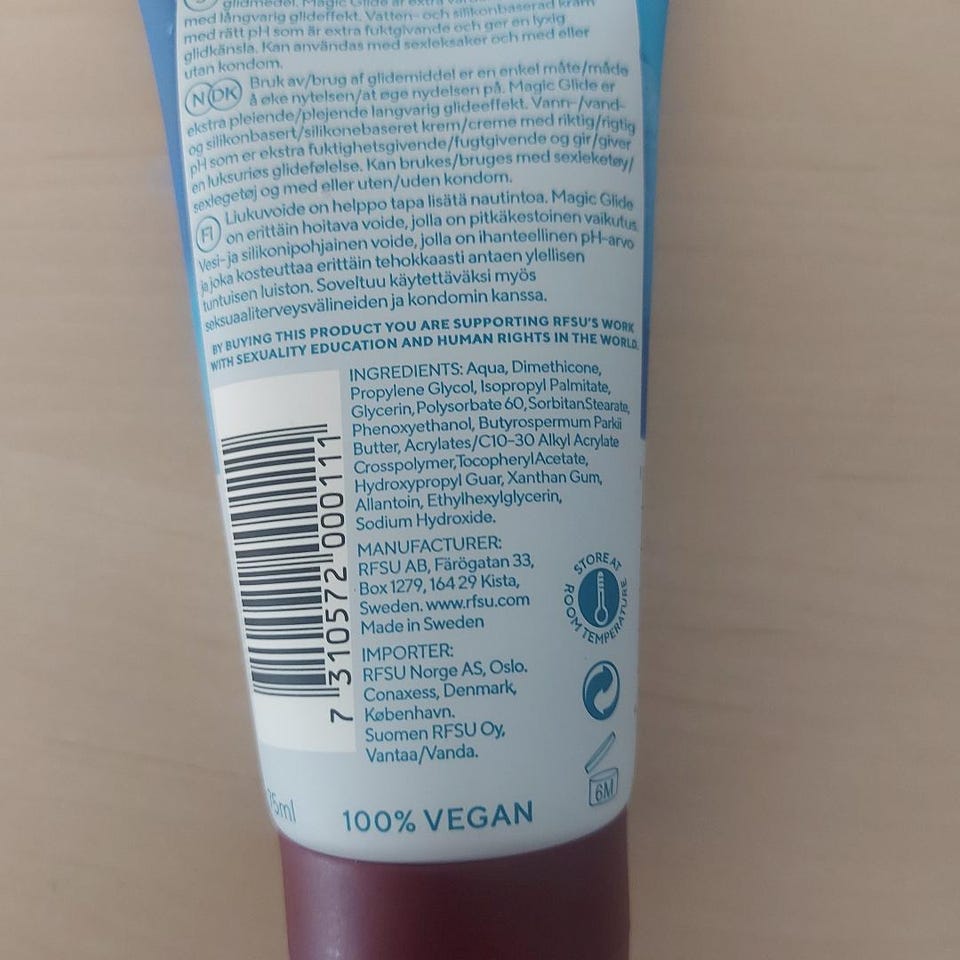 glidmedel. Magic Glide är extra
med långvarig glideffekt. Vatten- och silikonbaserad kräm
med rätt pH som är extra fuktgivande och ger en lyxig
glidkänsla. Kan användas med sexleksaker och med eller
utan kondom.
N DK Bruk av/brug af glidemiddel er en enkel måte/måde
å øke nytelsen/at øge nydelsen på. Magic Glide er
ekstra pleiende/plejende langvarig glideeffekt. Vann-/vand-
og silikonbasert/silikonebaseret krem/creme med riktig/rigtig
pH som er ekstra fuktighetsgivende/fugtgivende og gir/giver
en luksuriøs glidefølelse. Kan brukes/bruges med sexleketøy/
sexlegetøj og med eller uten/uden kondom.
FI Liukuvoide on helppo tapa lisätä nautintoa. Magic Glide
on erittäin hoitava voide, jolla on pitkäkestoinen vaikutus.
Vesi- ja silikonipohjainen voide, jolla on ihanteellinen pH-arvo
ja joka kosteuttaa erittäin tehokkaasti antaen ylellisen
tuntuisen luiston. Soveltuu käytettäväksi myös
seksuaaliterveysvälineiden ja kondomin kanssa.
BY BUYING THIS PRODUCT YOU ARE SUPPORTING RFSU'S WORK
WITH SEXUALITY EDUCATION AND HUMAN RIGHTS IN THE WORLD.
INGREDIENTS: Aqua, Dimethicone,
Propylene Glycol, Isopropyl Palmitate,
Glycerin, Polysorbate 60, Sorbitan Stearate,
Phenoxyethanol, Butyrospermum Parkii
Butter, Acrylates/C10-30 Alkyl Acrylate
Crosspolymer, Tocopheryl Acetate,
Hydroxypropyl Guar, Xanthan Gum,
Allantoin, Ethylhexylglycerin,
Sodium Hydroxide.
MANUFACTURER:
RFSU AB, Färögatan 33,
Box 1279, 164 29 Kista,
Sweden. www.rfsu.com
Made in Sweden
IMPORTER:
RFSU Norge AS, Oslo.
Conaxess, Denmark,
København.
Suomen RFSU Oy,
Vantaa/Vanda.
7 310572 000111
STORE AT
ROOM TEMPERATURE
6M
75ml
100% VEGAN